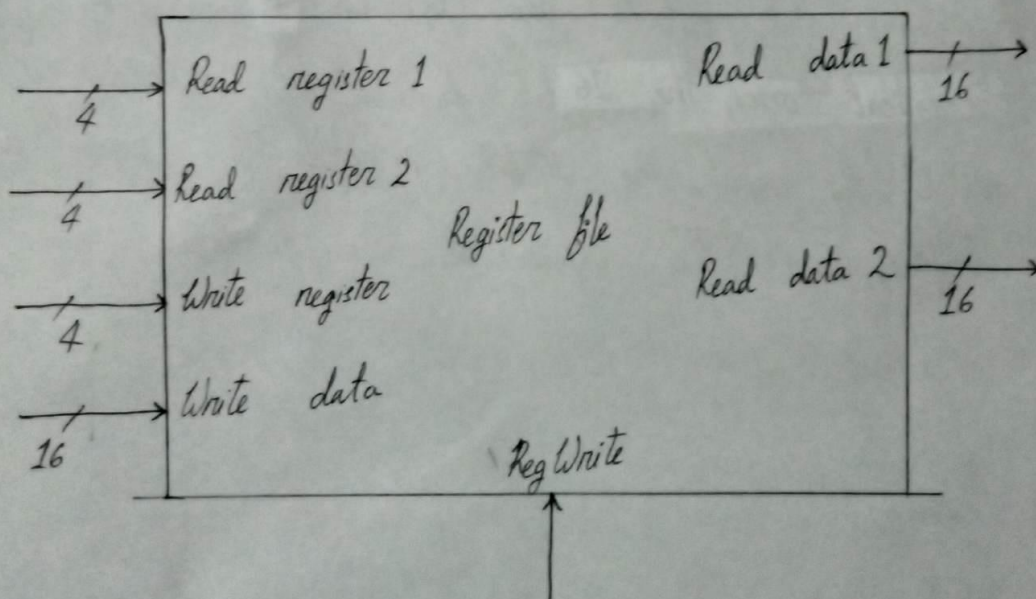 Read register 1
Read data 1
4
16
Read register 2
4
Register file
Write register
Read data 2
4
16
Write data
16
RegWrite